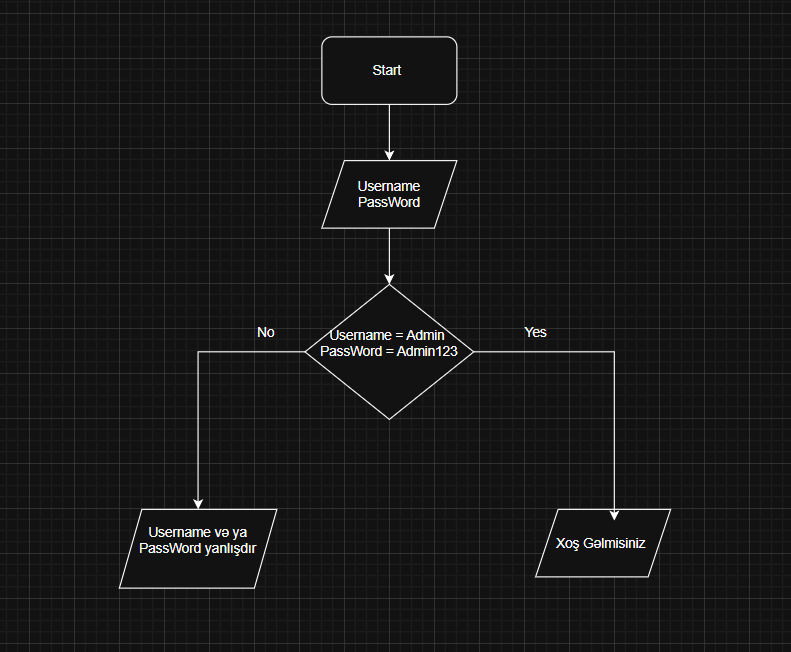 Start
Username
PassWord
Username = Admin
PassWord = Admin123
No
Yes
Username və ya
PassWord yanlışdır
Xoş Gəlmisiniz